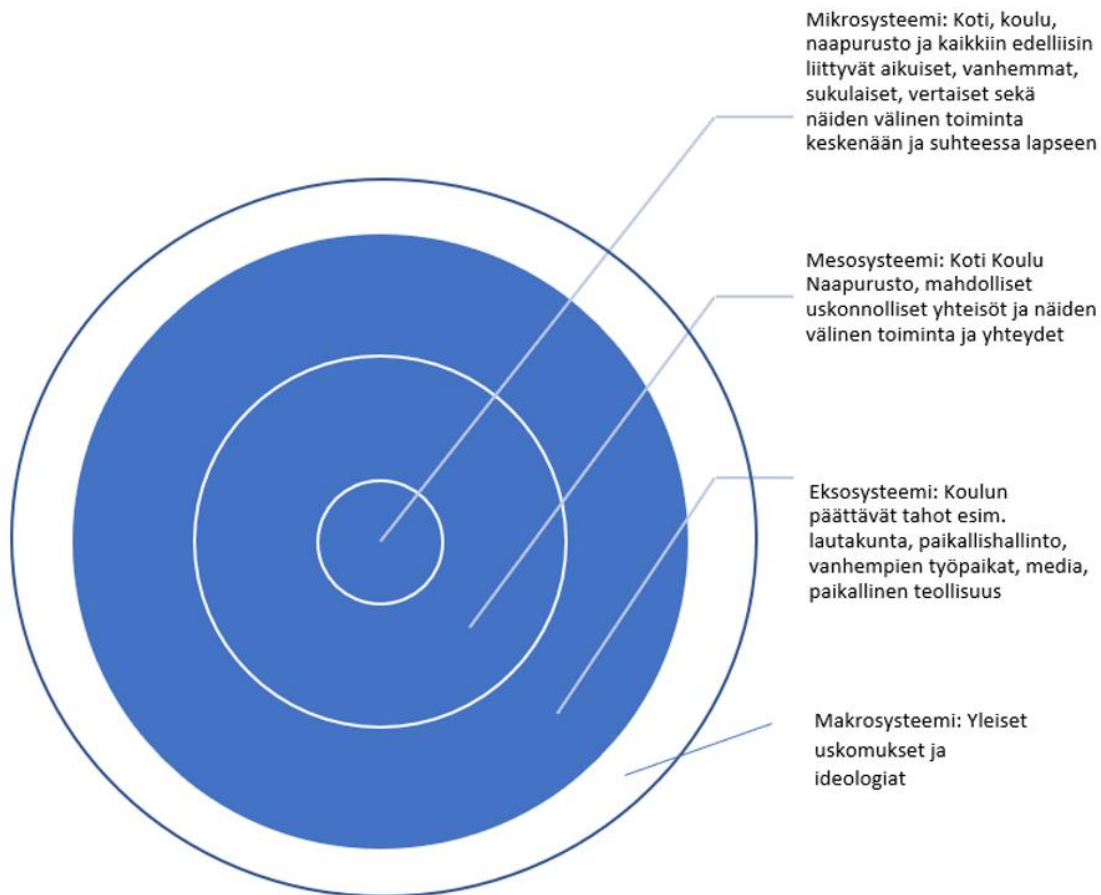 Mikrosysteemi: Koti, koulu,
naapurusto ja kaikkiin edelliisin
liittyvät aikuiset, vanhemmat,
sukulaiset, vertaiset sekä
näiden välinen toiminta
keskenään ja suhteessa lapseen
Mesosysteemi: Koti Koulu
Naapurusto, mahdolliset
uskonnolliset yhteisöt ja näiden
välinen toiminta ja yhteydet
Eksosysteemi: Koulun
päättävät tahot esim.
lautakunta, paikallishallinto,
vanhempien työpaikat, media,
paikallinen teollisuus
Makrosysteemi: Yleiset
uskomukset ja
ideologiat